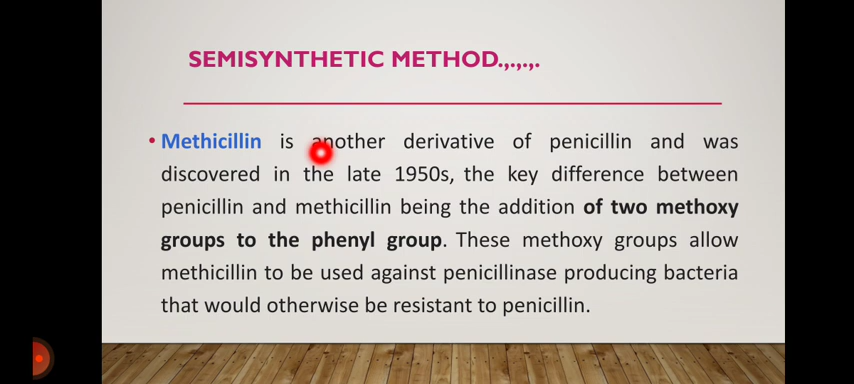 SEMISYNTHETIC METHOD.,.,.,.
• Methicillin is another derivative of penicillin and was
discovered in the late 1950s, the key difference between
penicillin and methicillin being the addition of two methoxy
groups to the phenyl group. These methoxy groups allow
methicillin to be used against penicillinase producing bacteria
that would otherwise be resistant to penicillin.